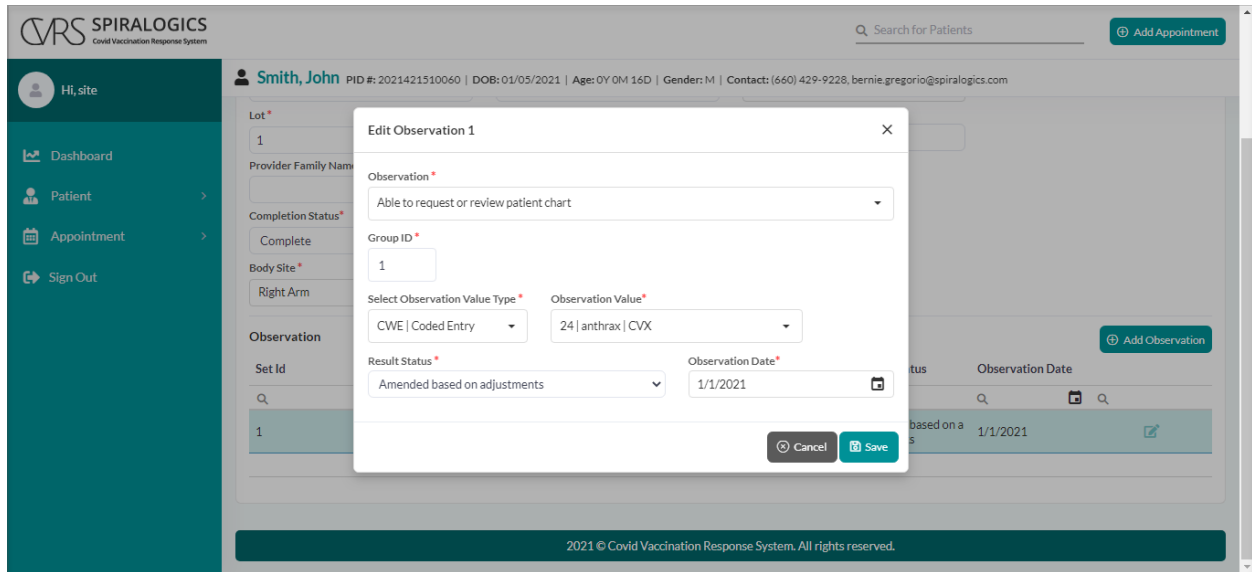 CVRS SPIRALOGICS
Covid Vaccination Response System
Search for Patients
Add Appointment
Hi, site
Smith, John PID #: 2021421510060 | DOB: 01/05/2021 | Age: 0Y 0M 16D | Gender: M | Contact: (660) 429-9228, bernie.gregorio@spiralogics.com
Dashboard
Patient
Appointment
Sign Out
Lot *
1
Provider Family Name
Completion Status*
Complete
Body Site *
Right Arm
Edit Observation 1
Observation *
Able to request or review patient chart
Group ID *
1
Select Observation Value Type * Observation Value*
CWE | Coded Entry 24 | anthrax | CVX
Result Status * Observation Date*
Amended based on adjustments 1/1/2021
Cancel Save
Observation
Add Observation
Set Id Observation Date
1 based on a 1/1/2021
2021 © Covid Vaccination Response System. All rights reserved.